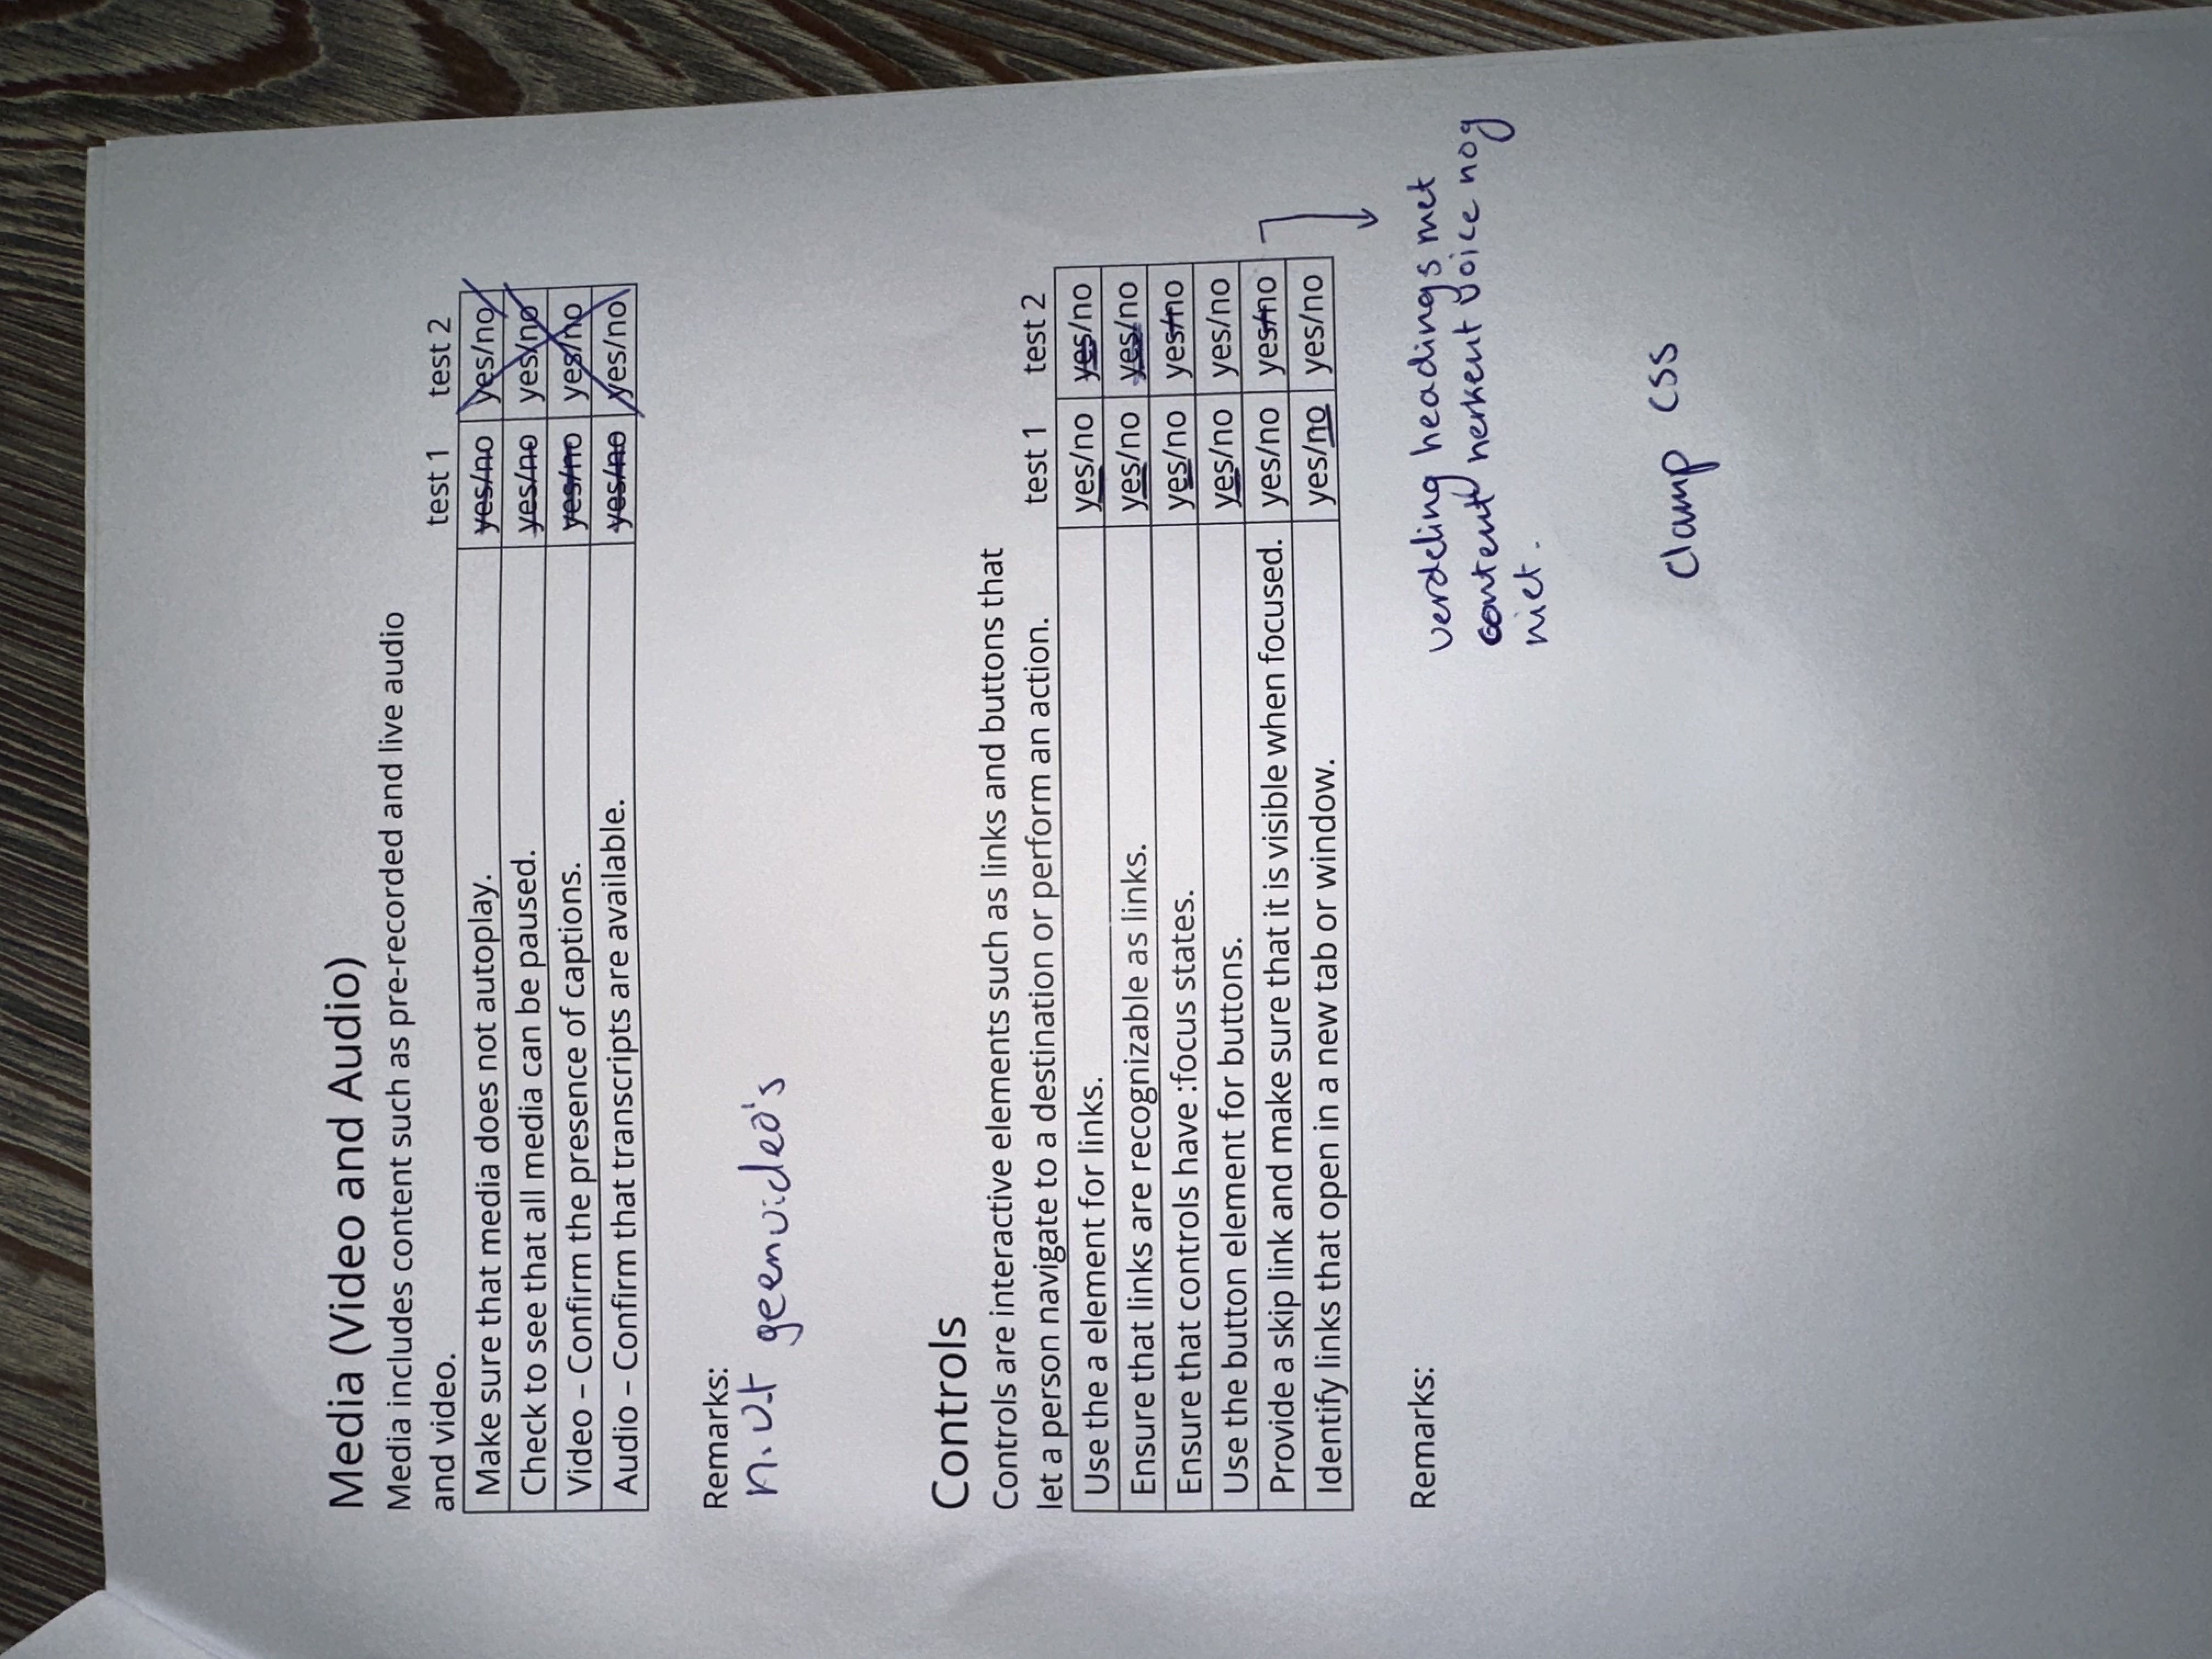 Media (Video and Audio)
Media includes content such as pre-recorded and live audio
and video. test 1 test 2
Make sure that media does not autoplay. yes/no yes/no
Check to see that all media can be paused. yes/no yes/no
Video – Confirm the presence of captions. yes/no yes/no
Audio – Confirm that transcripts are available. yes/no yes/no
Remarks:
n.v.t geen video's
Controls
Controls are interactive elements such as links and buttons that
let a person navigate to a destination or perform an action. test 1 test 2
Use the a element for links. yes/no yes/no
Ensure that links are recognizable as links. yes/no yes/no
Ensure that controls have :focus states. yes/no yes/no
Use the button element for buttons. yes/no yes/no
Provide a skip link and make sure that it is visible when focused. yes/no yes/no
Identify links that open in a new tab or window. yes/no yes/no
Remarks:
verdeling headings met
content herkent voice nog
niet.
clamp css